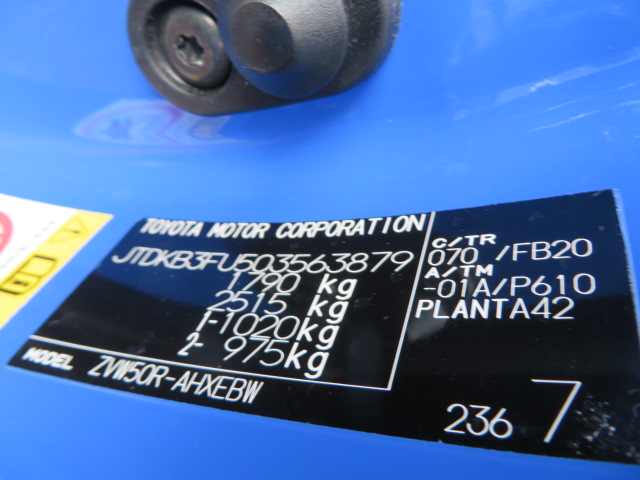 TOYOTA MOTOR CORPORATION
JTDKB3FU503563879
1790 kg
2515 kg
1-1020kg
2- 975kg
MODEL ZVW50R-AHXEBW
C/TR
070 /FB20
A/TM
-01A/P610
PLANTA42
236 7